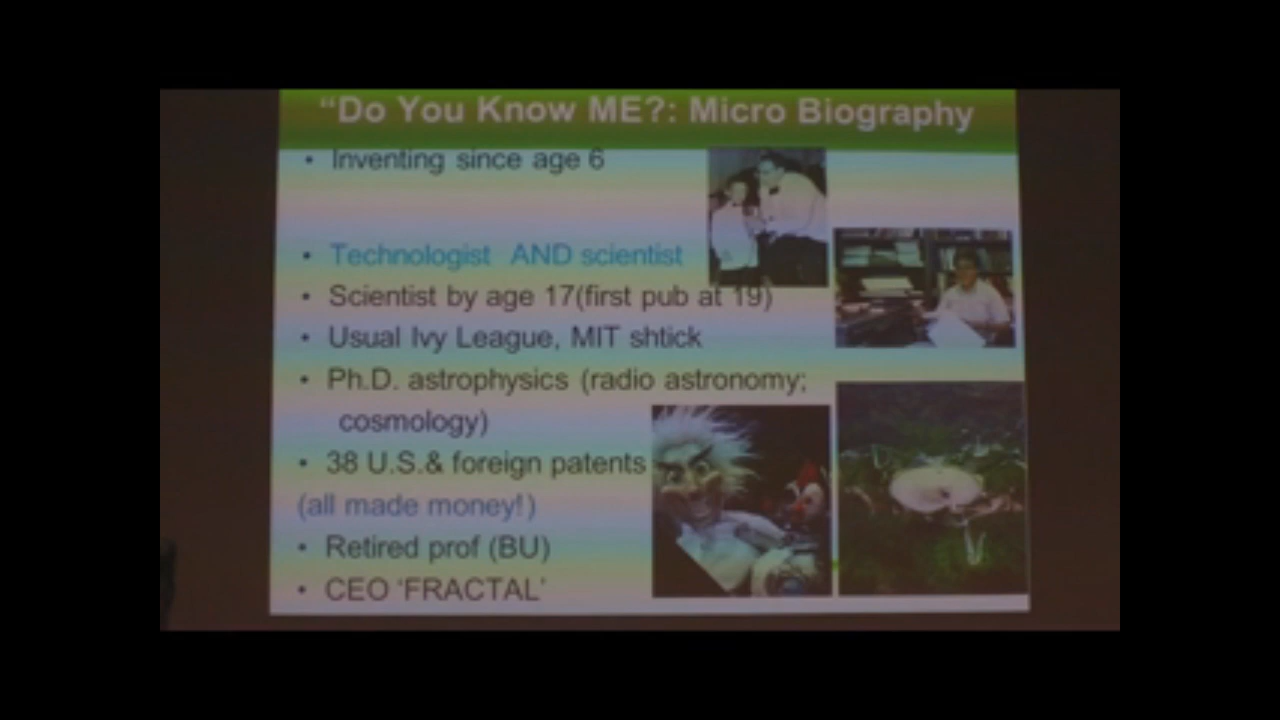 “Do You Know ME?: Micro Biography
• Inventing since age 6
• Technologist AND scientist
• Scientist by age 17(first pub at 19)
• Usual Ivy League, MIT shtick
• Ph.D. astrophysics (radio astronomy;
cosmology)
• 38 U.S.& foreign patents
(all made money!)
• Retired prof (BU)
• CEO ‘FRACTAL’